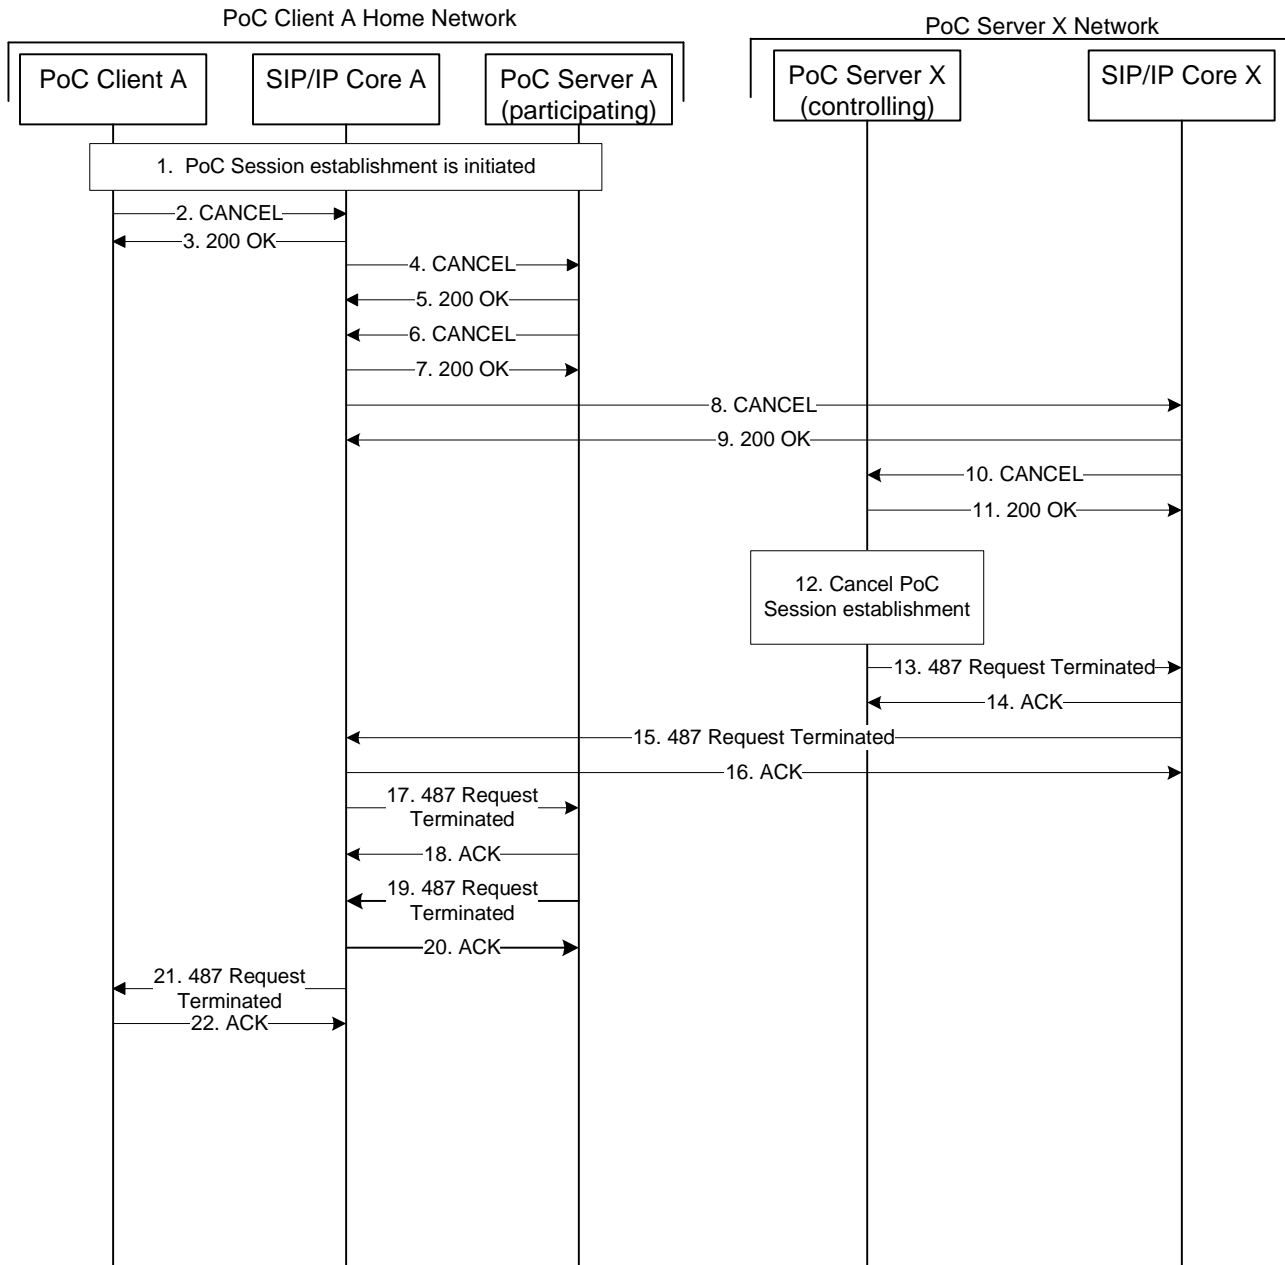 PoC Client A Home Network
PoC Server X Network
PoC Client A
SIP/IP Core A
PoC Server A
(participating)
PoC Server X
(controlling)
SIP/IP Core X
1. PoC Session establishment is initiated
2. CANCEL
3. 200 OK
4. CANCEL
5. 200 OK
6. CANCEL
7. 200 OK
8. CANCEL
9. 200 OK
10. CANCEL
11. 200 OK
12. Cancel PoC
Session establishment
13. 487 Request Terminated
14. ACK
15. 487 Request Terminated
16. ACK
17. 487 Request
Terminated
18. ACK
19. 487 Request
Terminated
20. ACK
21. 487 Request
Terminated
22. ACK